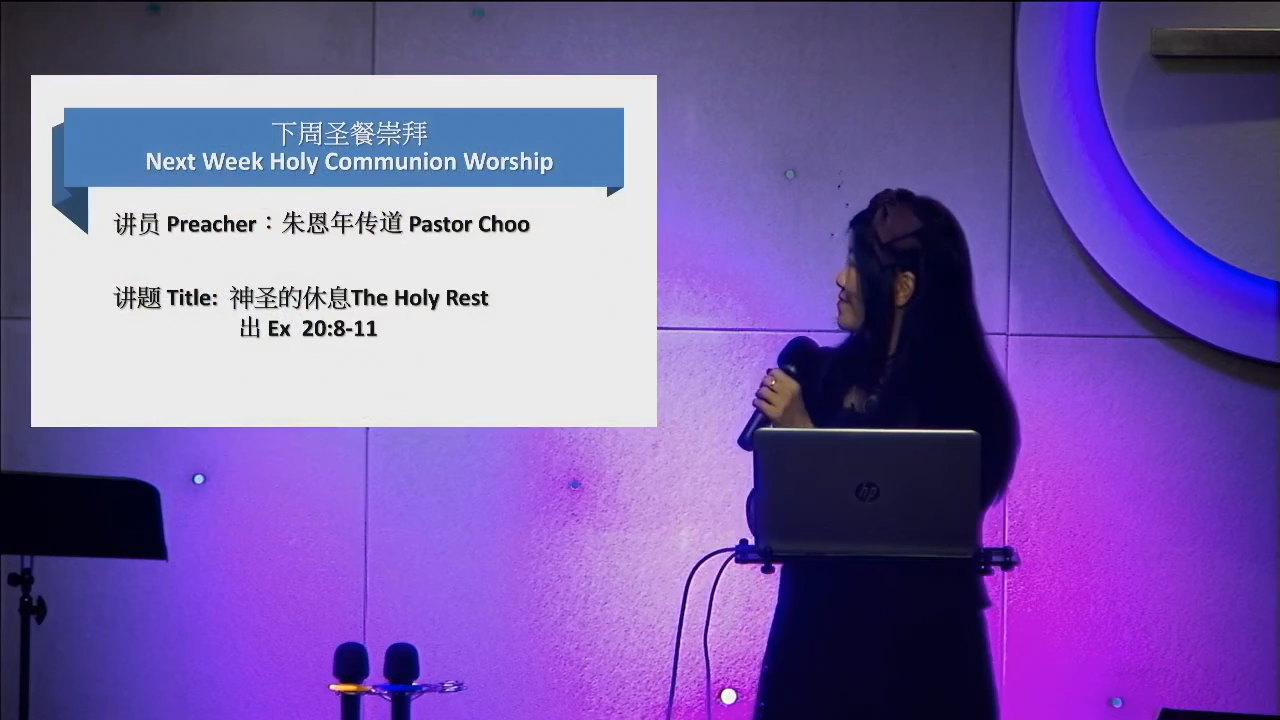 下周圣餐崇拜
Next Week Holy Communion Worship
讲员 Preacher：朱恩年传道 Pastor Choo
讲题 Title: 神圣的休息The Holy Rest
出 Ex 20:8-11
hp